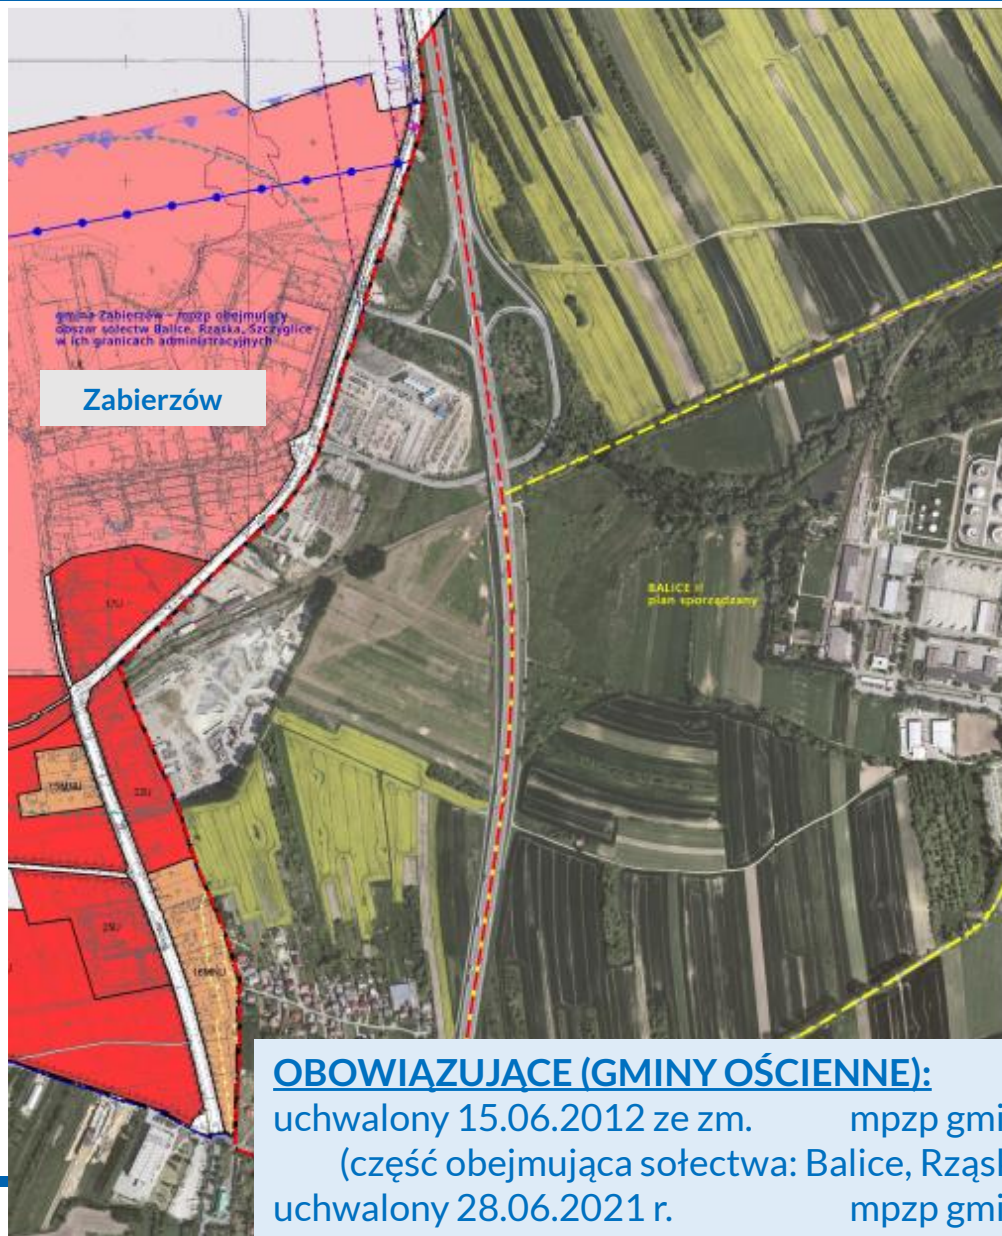 gmina Zabierzów - mpzp obejmujący
obszar sołectw Balice, Rząska, Szczyglice
w ich granicach administracyjnych
Zabierzów
BALICE II
plan sporządzany
16MNU
OBOWIĄZUJĄCE (GMINY OŚCIENNE):
uchwalony 15.06.2012 ze zm. mpzp gmi
(część obejmująca sołectwa: Balice, Rząsk
uchwalony 28.06.2021 r. mpzp gmi